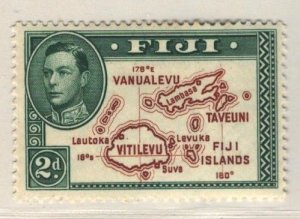 FIJI
178°E
VANUALEVU
Lambasa
TAVEUNI
Lautoka
Levuka
18°S
VITILEVU
FIJI
ISLANDS
Suva
180°
2d